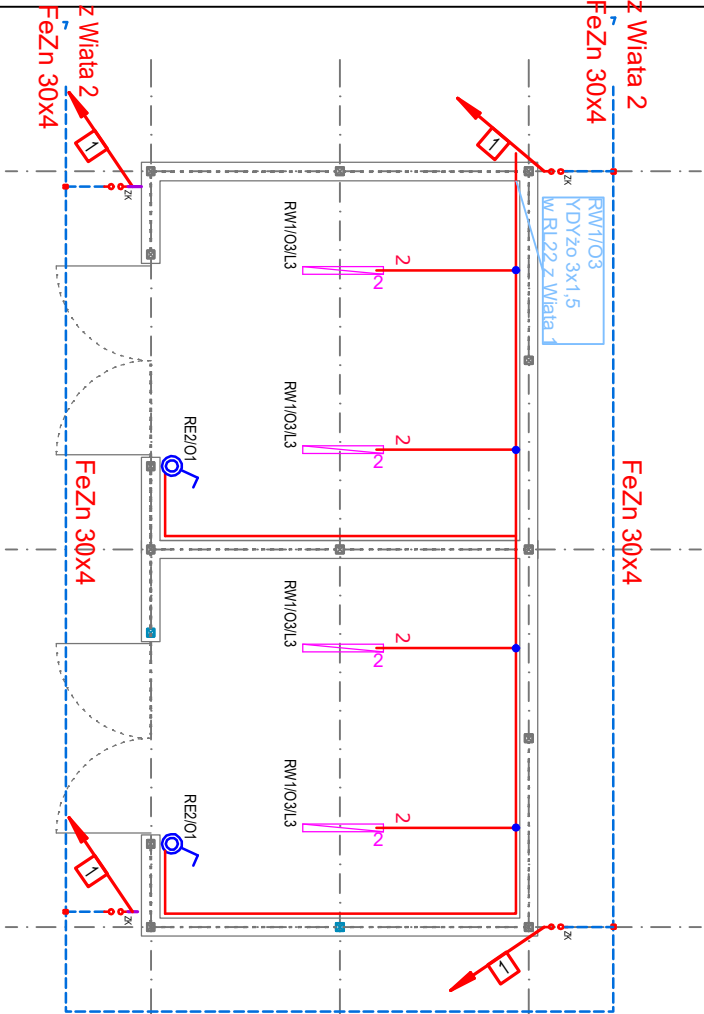 z Wiata 2
FeZn 30x4
z Wiata 2
FeZn 30x4
1
1
ZK
ZK
RW1/O3
YDYżo 3x1,5
w RL22 z Wiata 1
RW1/O3/L3
2
2
RW1/O3/L3
2
2
RE2/O1
FeZn 30x4
FeZn 30x4
RW1/O3/L3
2
2
RW1/O3/L3
2
2
RE2/O1
1
1
ZK
ZK